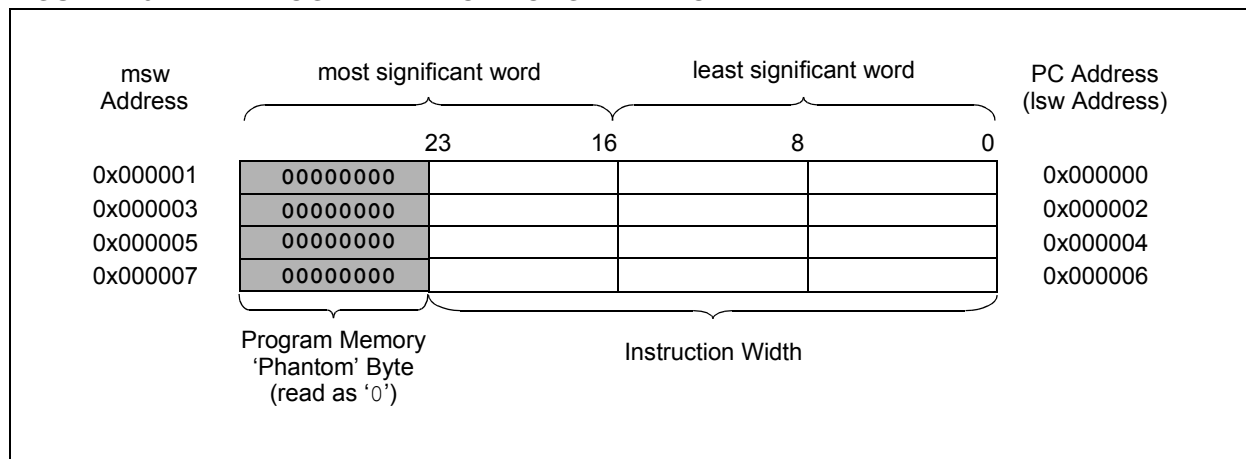 msw
Address
most significant word
least significant word
PC Address
(lsw Address)
23 16 8 0
0x000001 00000000 0x000000
0x000003 00000000 0x000002
0x000005 00000000 0x000004
0x000007 00000000 0x000006
Program Memory
‘Phantom’ Byte
(read as ‘0’)
Instruction Width